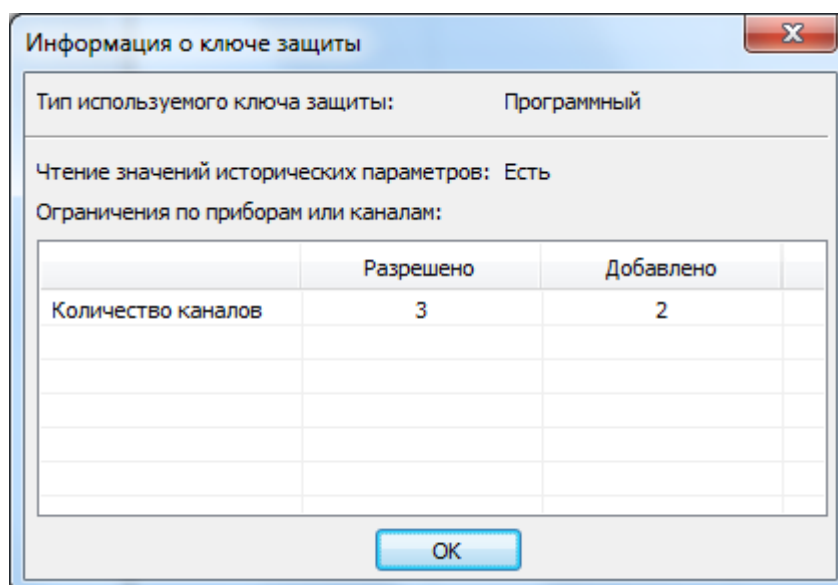 Информация о ключе защиты
Тип используемого ключа защиты: Программный
Чтение значений исторических параметров: Есть
Ограничения по приборам или каналам:
Разрешено Добавлено
Количество каналов 3 2
OK